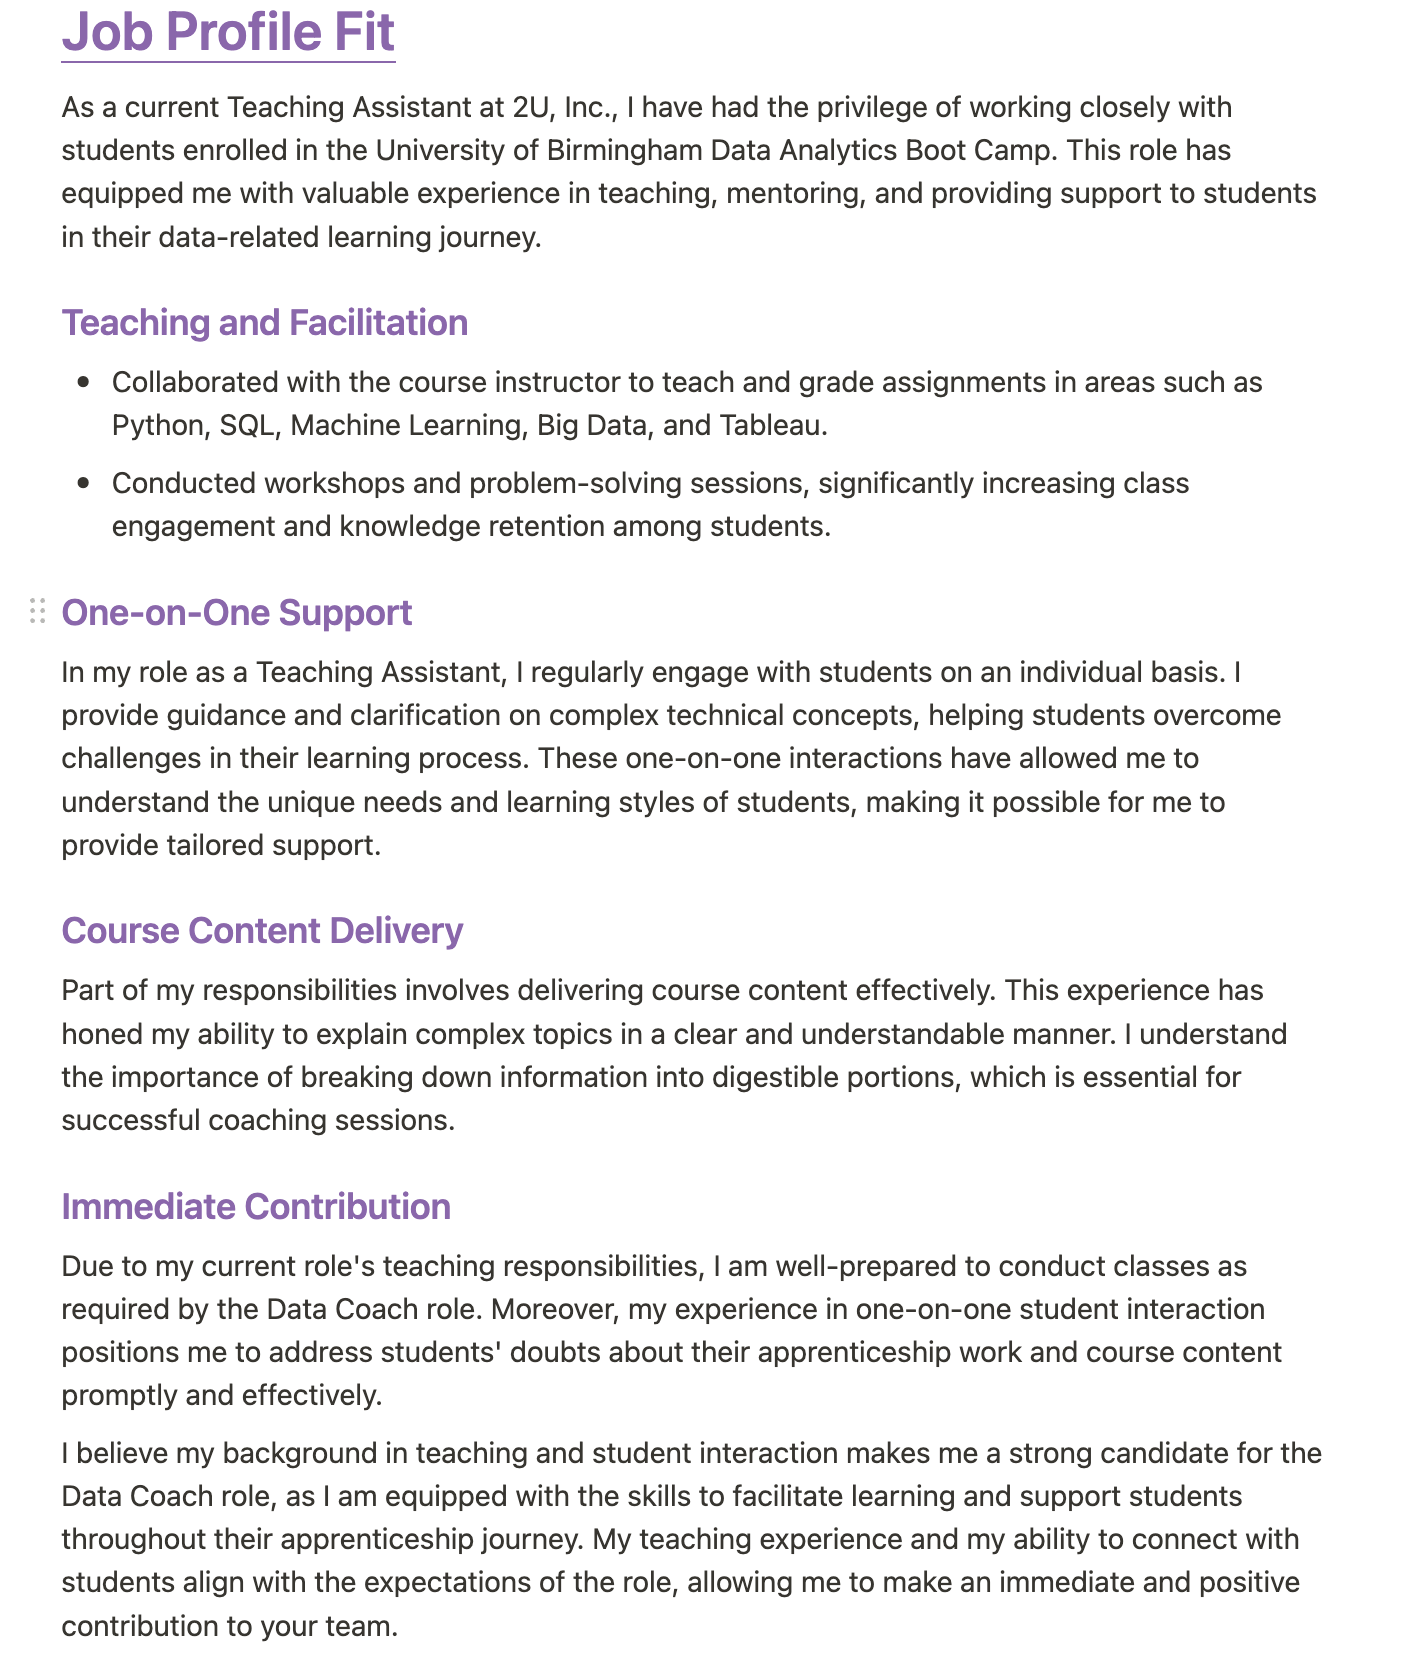 Job Profile Fit
As a current Teaching Assistant at 2U, Inc., I have had the privilege of working closely with
students enrolled in the University of Birmingham Data Analytics Boot Camp. This role has
equipped me with valuable experience in teaching, mentoring, and providing support to students
in their data-related learning journey.
Teaching and Facilitation
• Collaborated with the course instructor to teach and grade assignments in areas such as
Python, SQL, Machine Learning, Big Data, and Tableau.
• Conducted workshops and problem-solving sessions, significantly increasing class
engagement and knowledge retention among students.
One-on-One Support
In my role as a Teaching Assistant, I regularly engage with students on an individual basis. I
provide guidance and clarification on complex technical concepts, helping students overcome
challenges in their learning process. These one-on-one interactions have allowed me to
understand the unique needs and learning styles of students, making it possible for me to
provide tailored support.
Course Content Delivery
Part of my responsibilities involves delivering course content effectively. This experience has
honed my ability to explain complex topics in a clear and understandable manner. I understand
the importance of breaking down information into digestible portions, which is essential for
successful coaching sessions.
Immediate Contribution
Due to my current role's teaching responsibilities, I am well-prepared to conduct classes as
required by the Data Coach role. Moreover, my experience in one-on-one student interaction
positions me to address students' doubts about their apprenticeship work and course content
promptly and effectively.
I believe my background in teaching and student interaction makes me a strong candidate for the
Data Coach role, as I am equipped with the skills to facilitate learning and support students
throughout their apprenticeship journey. My teaching experience and my ability to connect with
students align with the expectations of the role, allowing me to make an immediate and positive
contribution to your team.